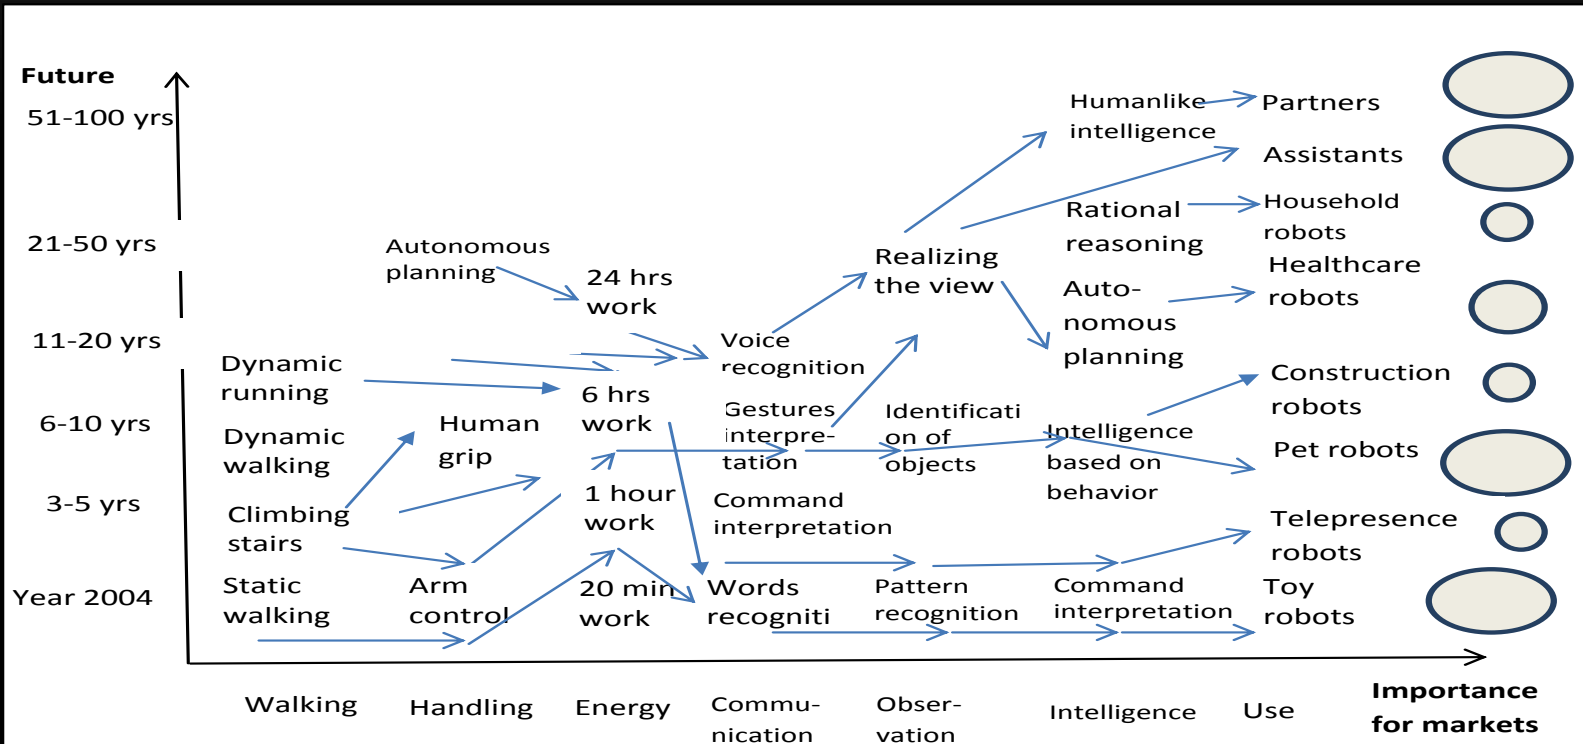 Future
51-100 yrs
21-50 yrs
11-20 yrs
6-10 yrs
3-5 yrs
Year 2004
Dynamic
running
Dynamic
walking
Climbing
stairs
Static
walking
Autonomous
planning
Human
grip
Arm
control
24 hrs
work
6 hrs
work
1 hour
work
20 min
work
Voice
recognition
Gestures
interpre-
tation
Command
interpretation
Words
recogniti
Realizing
the view
Identificati
on of
objects
Pattern
recognition
Humanlike
intelligence
Rational
reasoning
Auto-
nomous
planning
Intelligence
based on
behavior
Command
interpretation
Partners
Assistants
Household
robots
Healthcare
robots
Construction
robots
Pet robots
Telepresence
robots
Toy
robots
Walking
Handling
Energy
Commu-
nication
Obser-
vation
Intelligence
Use
Importance
for markets